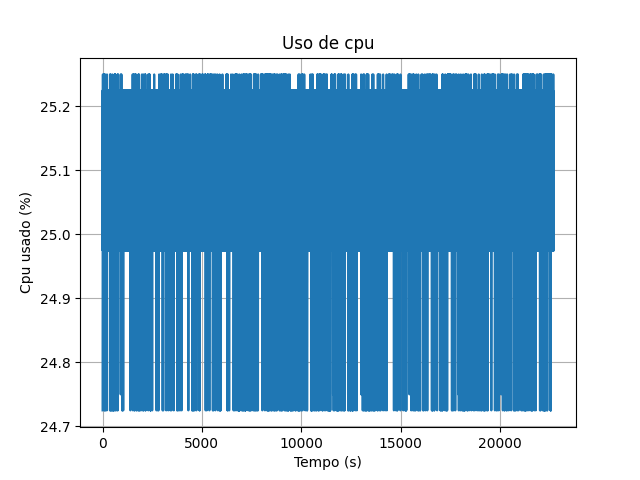 Uso de cpu
Cpu usado (%)
25.2
25.1
25.0
24.9
24.8
24.7
0 5000 10000 15000 20000
Tempo (s)